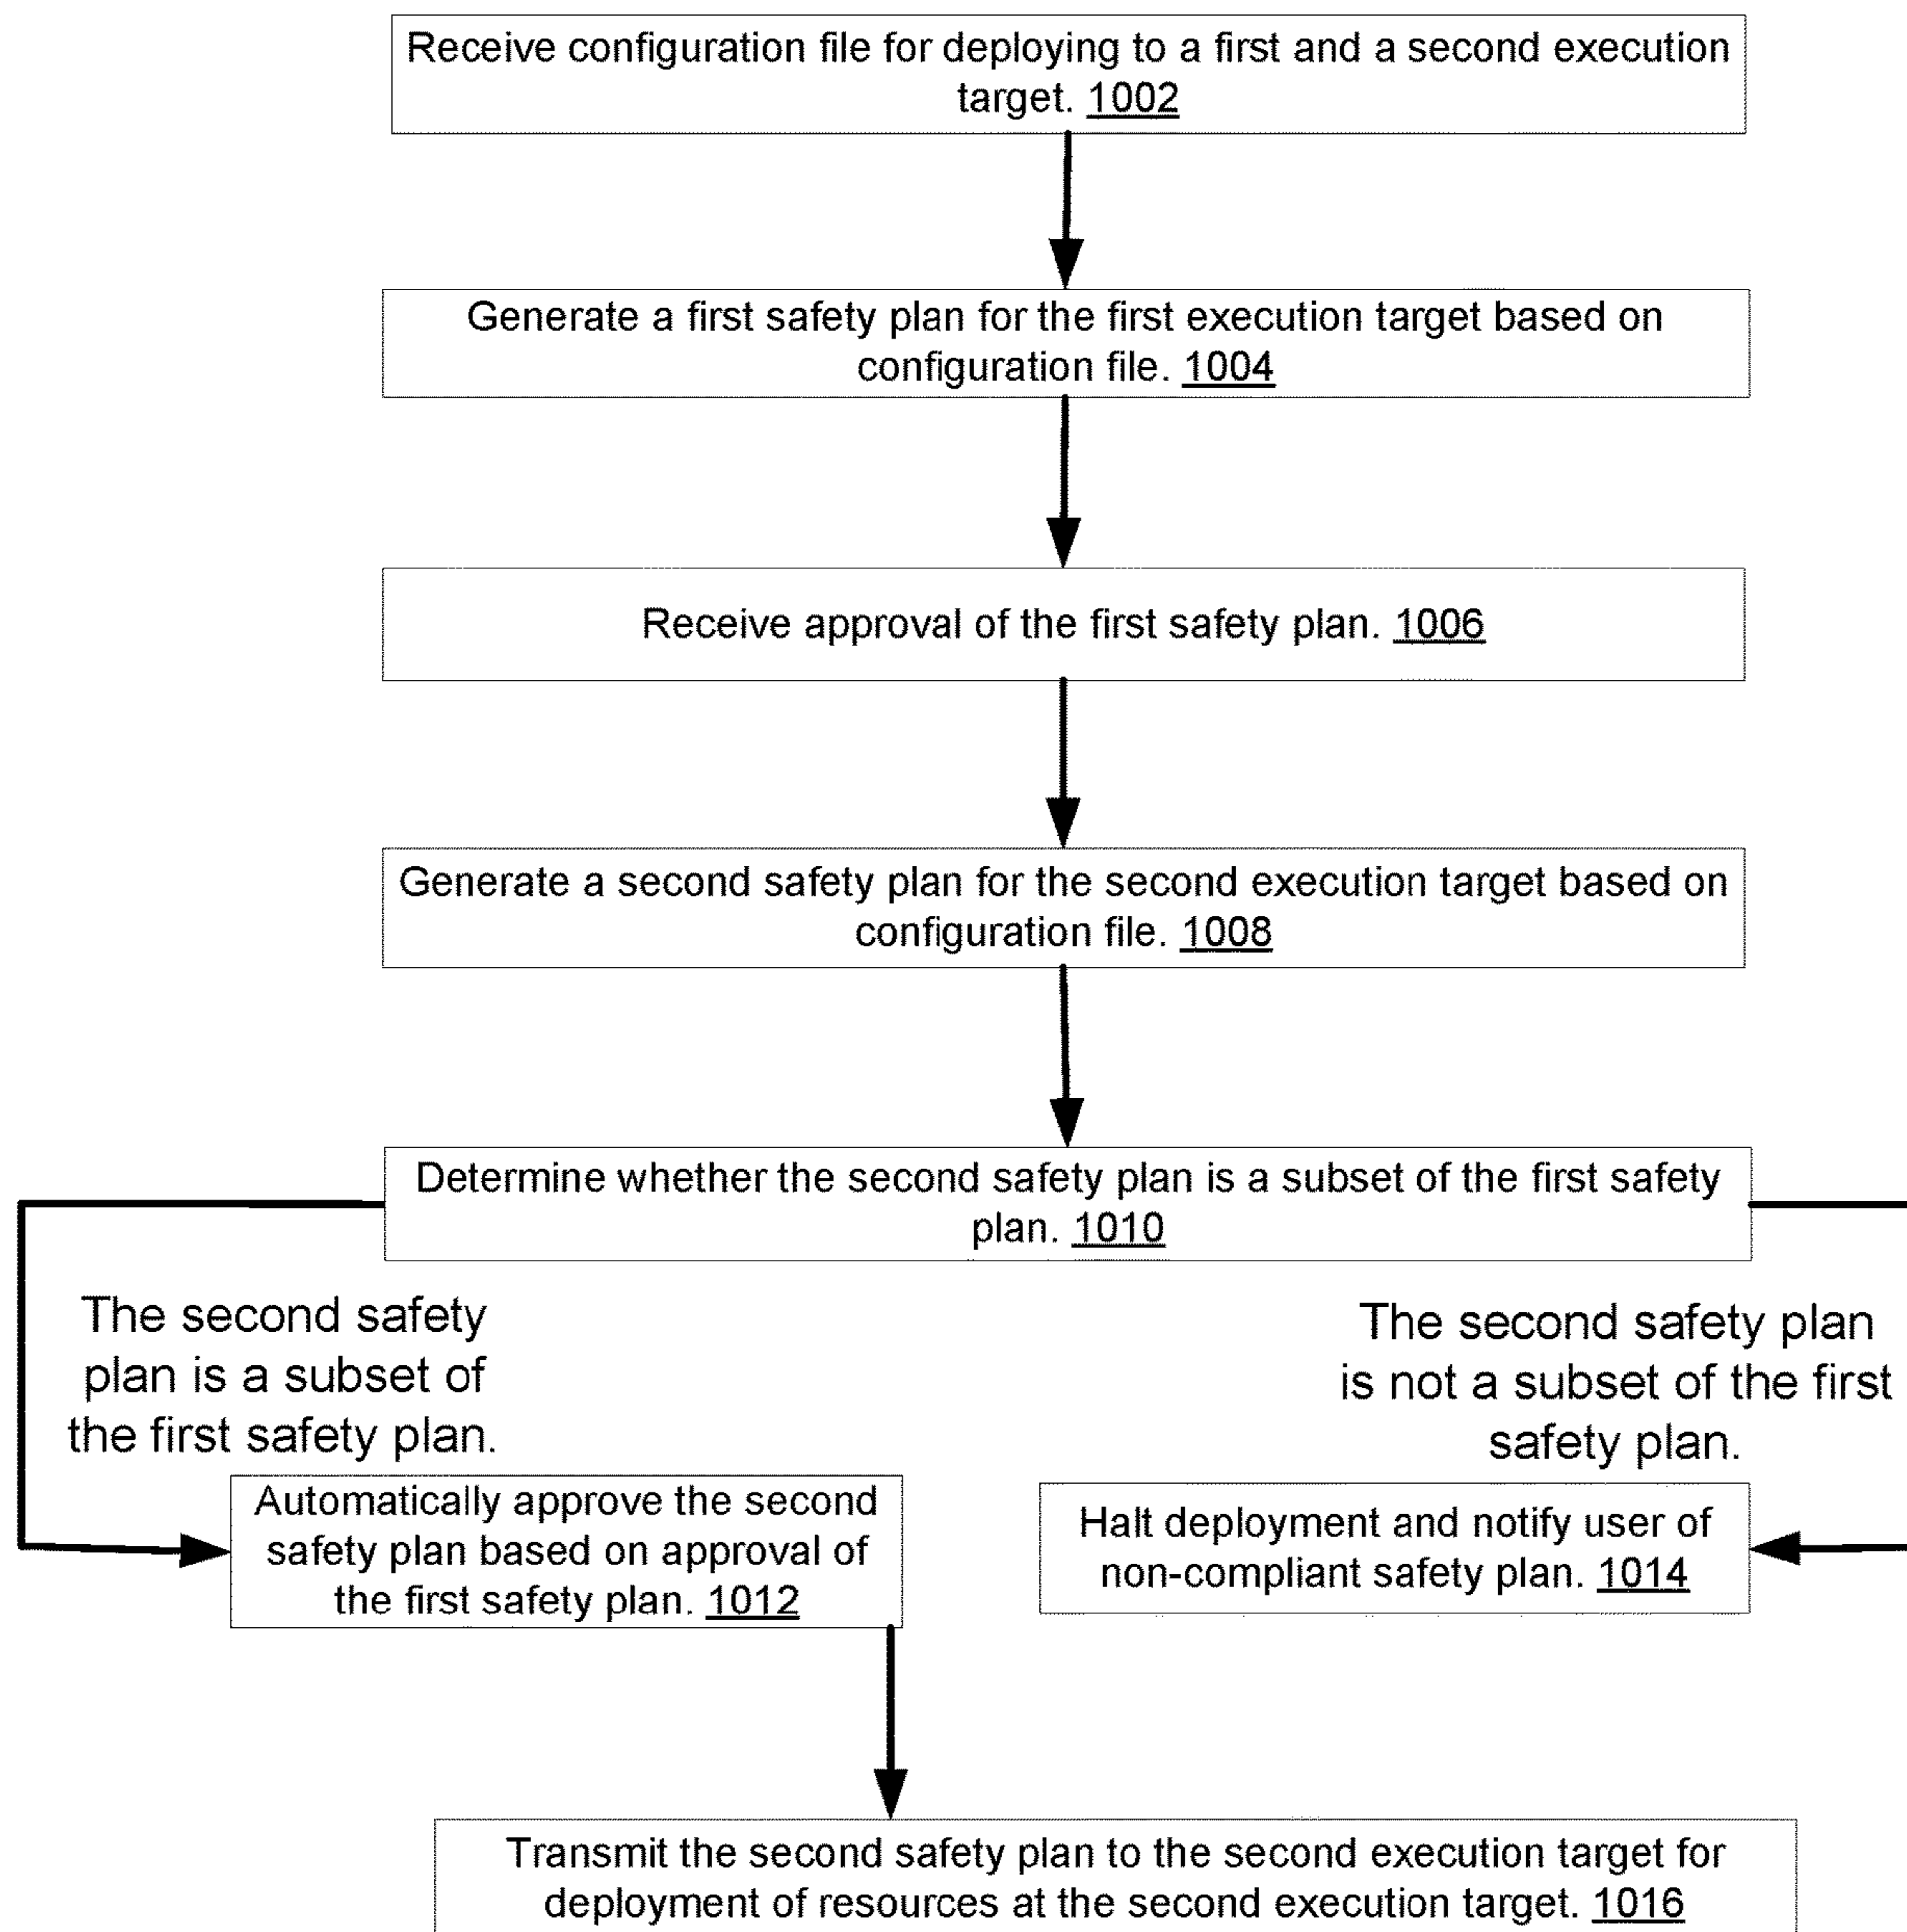 Receive configuration file for deploying to a first and a second execution
target. 1002
Generate a first safety plan for the first execution target based on
configuration file. 1004
Receive approval of the first safety plan. 1006
Generate a second safety plan for the second execution target based on
configuration file. 1008
Determine whether the second safety plan is a subset of the first safety
plan. 1010
The second safety
plan is a subset of
the first safety plan.
The second safety plan
is not a subset of the first
safety plan.
Automatically approve the second
safety plan based on approval of
the first safety plan. 1012
Halt deployment and notify user of
non-compliant safety plan. 1014
Transmit the second safety plan to the second execution target for
deployment of resources at the second execution target. 1016